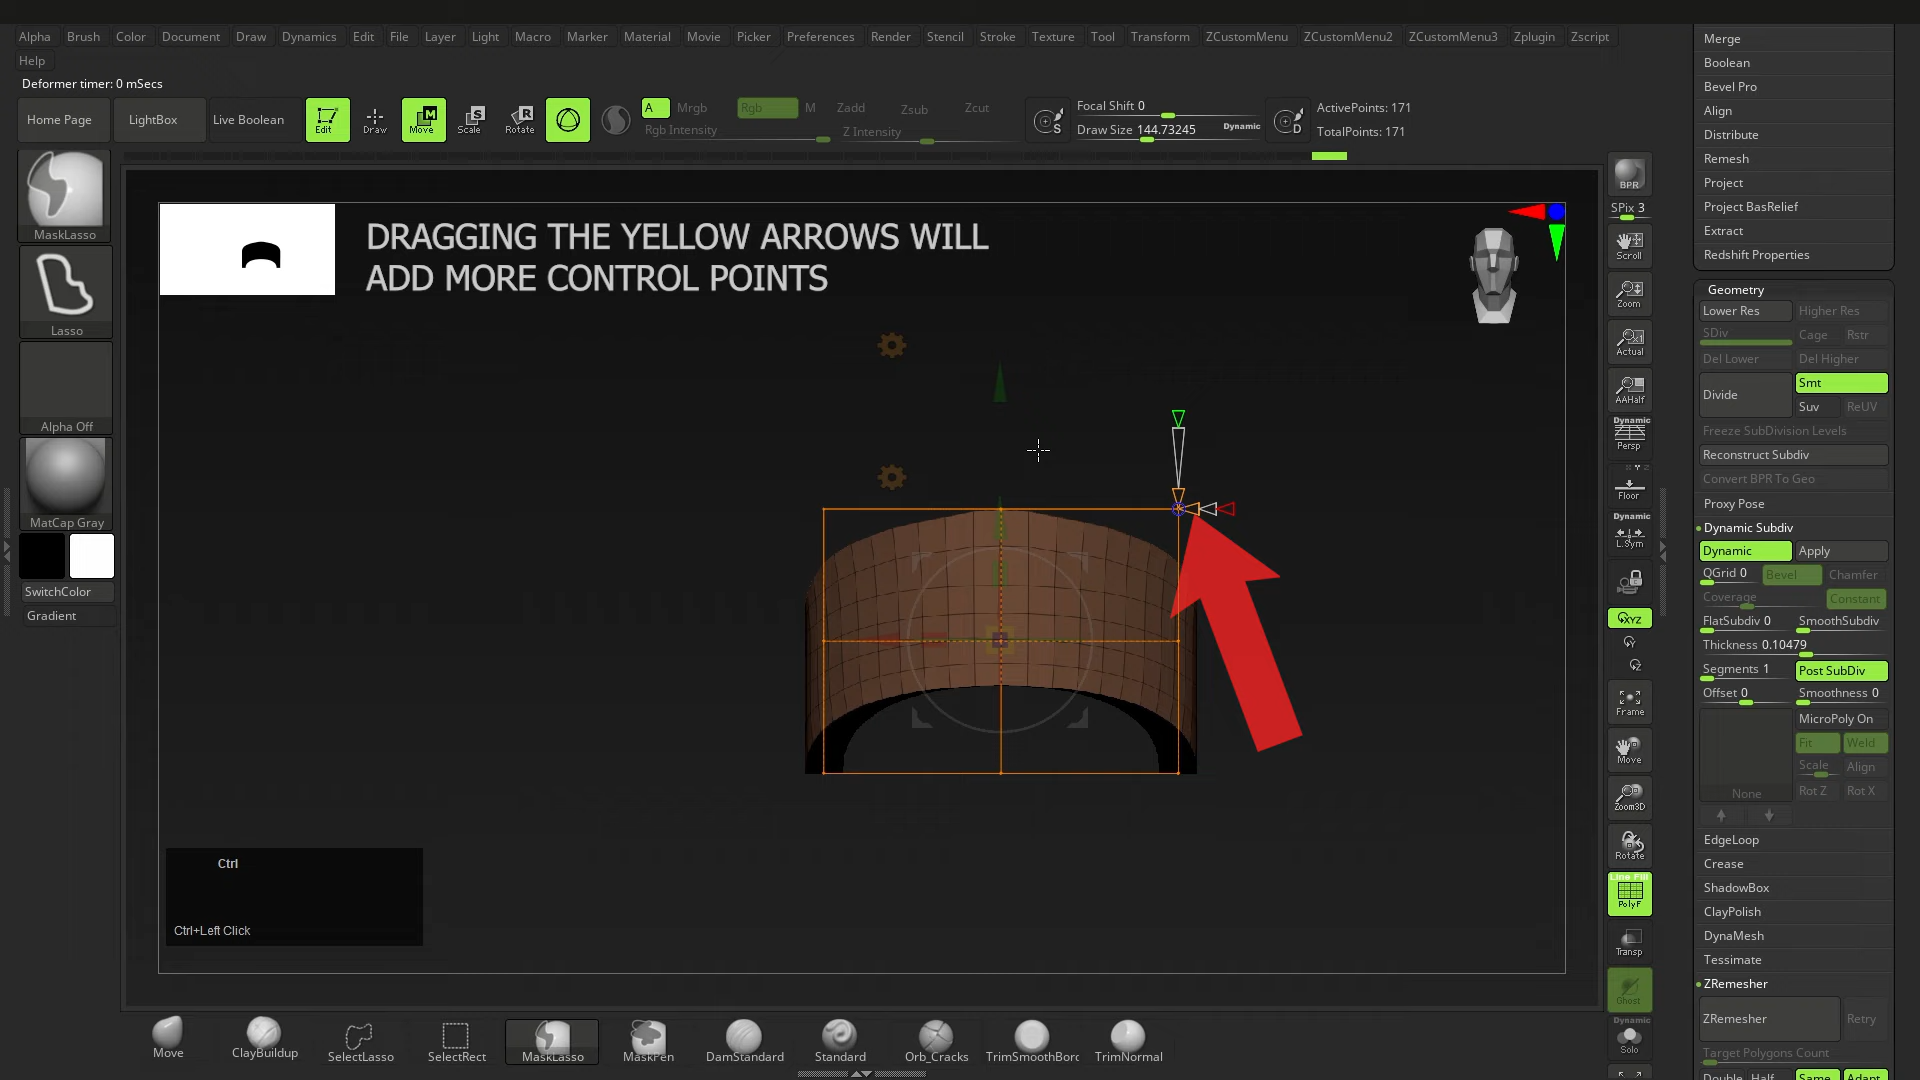 Alpha Brush Color Document Draw Dynamics Edit File Layer Light Macro Marker Material Movie Picker Preferences Render Stencil Stroke Texture Tool Transform ZCustomMenu ZCustomMenu2 ZCustomMenu3 Zplugin Zscript
Help
Deformer timer: 0 mSecs
Home Page LightBox Live Boolean Edit Draw Move Scale Rotate
A Mrgb Rgb M Zadd Zsub Zcut
Rgb Intensity Z Intensity
Focal Shift 0
Draw Size 144.73245 Dynamic
ActivePoints: 171
TotalPoints: 171
MaskLasso
Lasso
Alpha Off
MatCap Gray
SwitchColor
Gradient
DRAGGING THE YELLOW ARROWS WILL
ADD MORE CONTROL POINTS
Ctrl
Ctrl+Left Click
BPR
SPix 3
Scroll
Zoom
Actual
AAHalf
Dynamic
Persp
Floor
Dynamic
L.Sym
XYZ
Y
Z
Frame
Move
Zoom3D
Rotate
Line Fill
PolyF
Transp
Ghost
Dynamic
Solo
Merge
Boolean
Bevel Pro
Align
Distribute
Remesh
Project
Project BasRelief
Extract
Redshift Properties
Geometry
Lower Res Higher Res
SDiv Cage Rstr
Del Lower Del Higher
Divide Smt
Suv ReUV
Freeze SubDivision Levels
Reconstruct Subdiv
Convert BPR To Geo
Proxy Pose
Dynamic Subdiv
Dynamic Apply
QGrid 0 Bevel Chamfer
Coverage Constant
FlatSubdiv 0 SmoothSubdiv
Thickness 0.10479
Segments 1 Post SubDiv
Offset 0 Smoothness 0
MicroPoly On
Fit Weld
Scale Align
None Rot Z Rot X
EdgeLoop
Crease
ShadowBox
ClayPolish
DynaMesh
Tessimate
ZRemesher
ZRemesher Retry
Target Polygons Count
Double Half Same Adapt
Move ClayBuildup SelectLasso SelectRect MaskLasso MaskPen DamStandard Standard Orb_Cracks TrimSmoothBorc TrimNormal